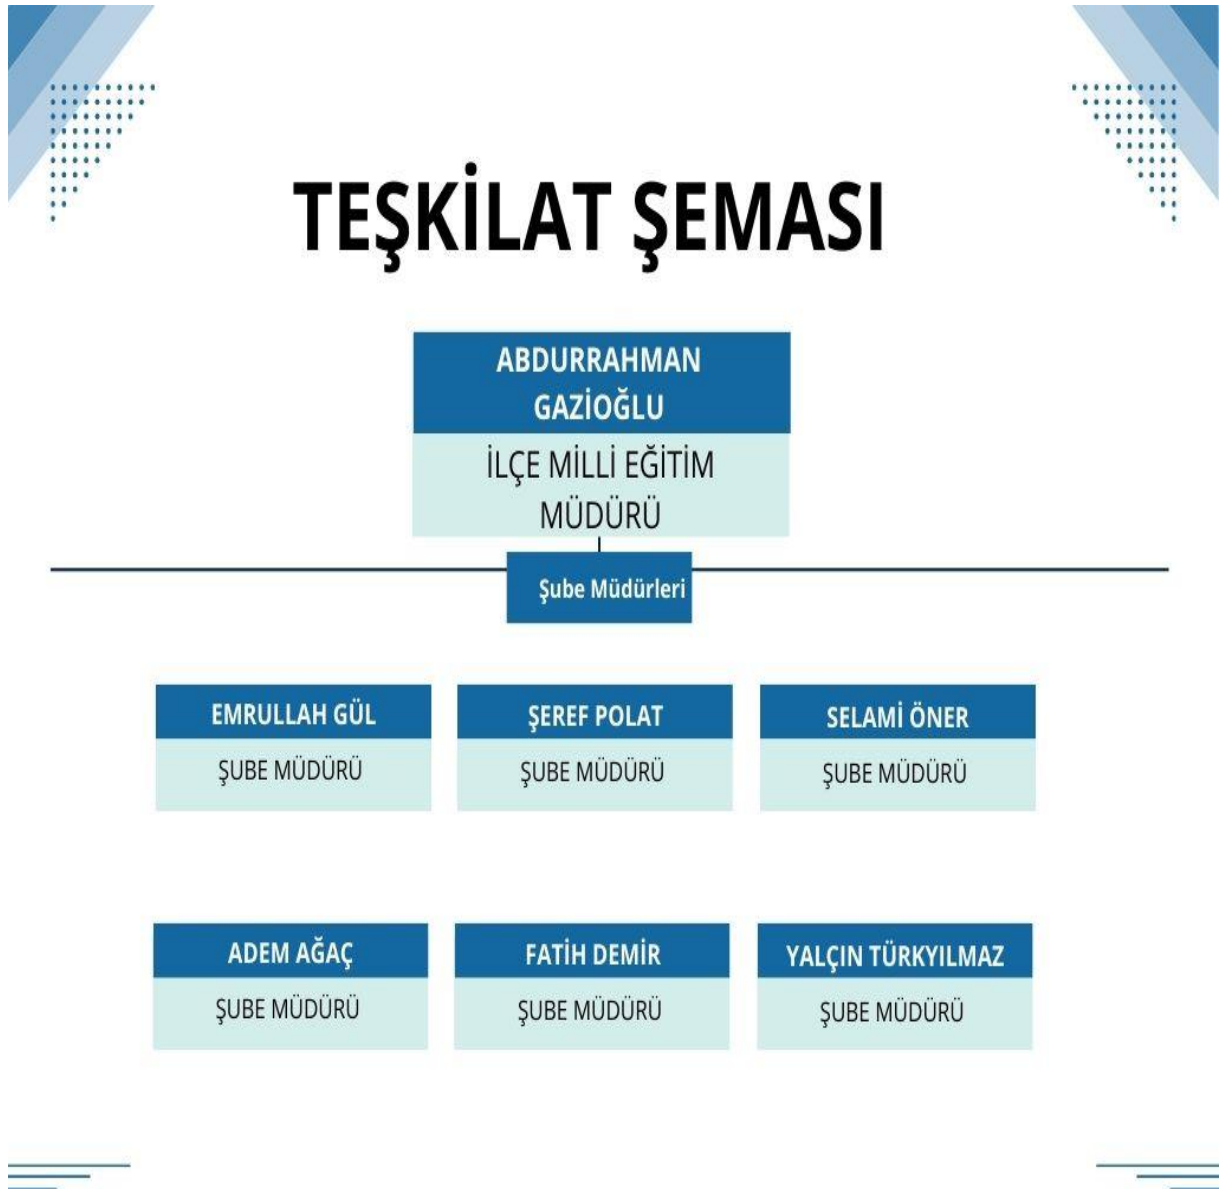 TEŞKİLAT ŞEMASI
ABDURRAHMAN
GAZİOĞLU
İLÇE MİLLİ EĞİTİM
MÜDÜRÜ
Şube Müdürleri
EMRULLAH GÜL
ŞUBE MÜDÜRÜ
ŞEREF POLAT
ŞUBE MÜDÜRÜ
SELAMİ ÖNER
ŞUBE MÜDÜRÜ
ADEM AĞAÇ
ŞUBE MÜDÜRÜ
FATİH DEMİR
ŞUBE MÜDÜRÜ
YALÇIN TÜRKYILMAZ
ŞUBE MÜDÜRÜ